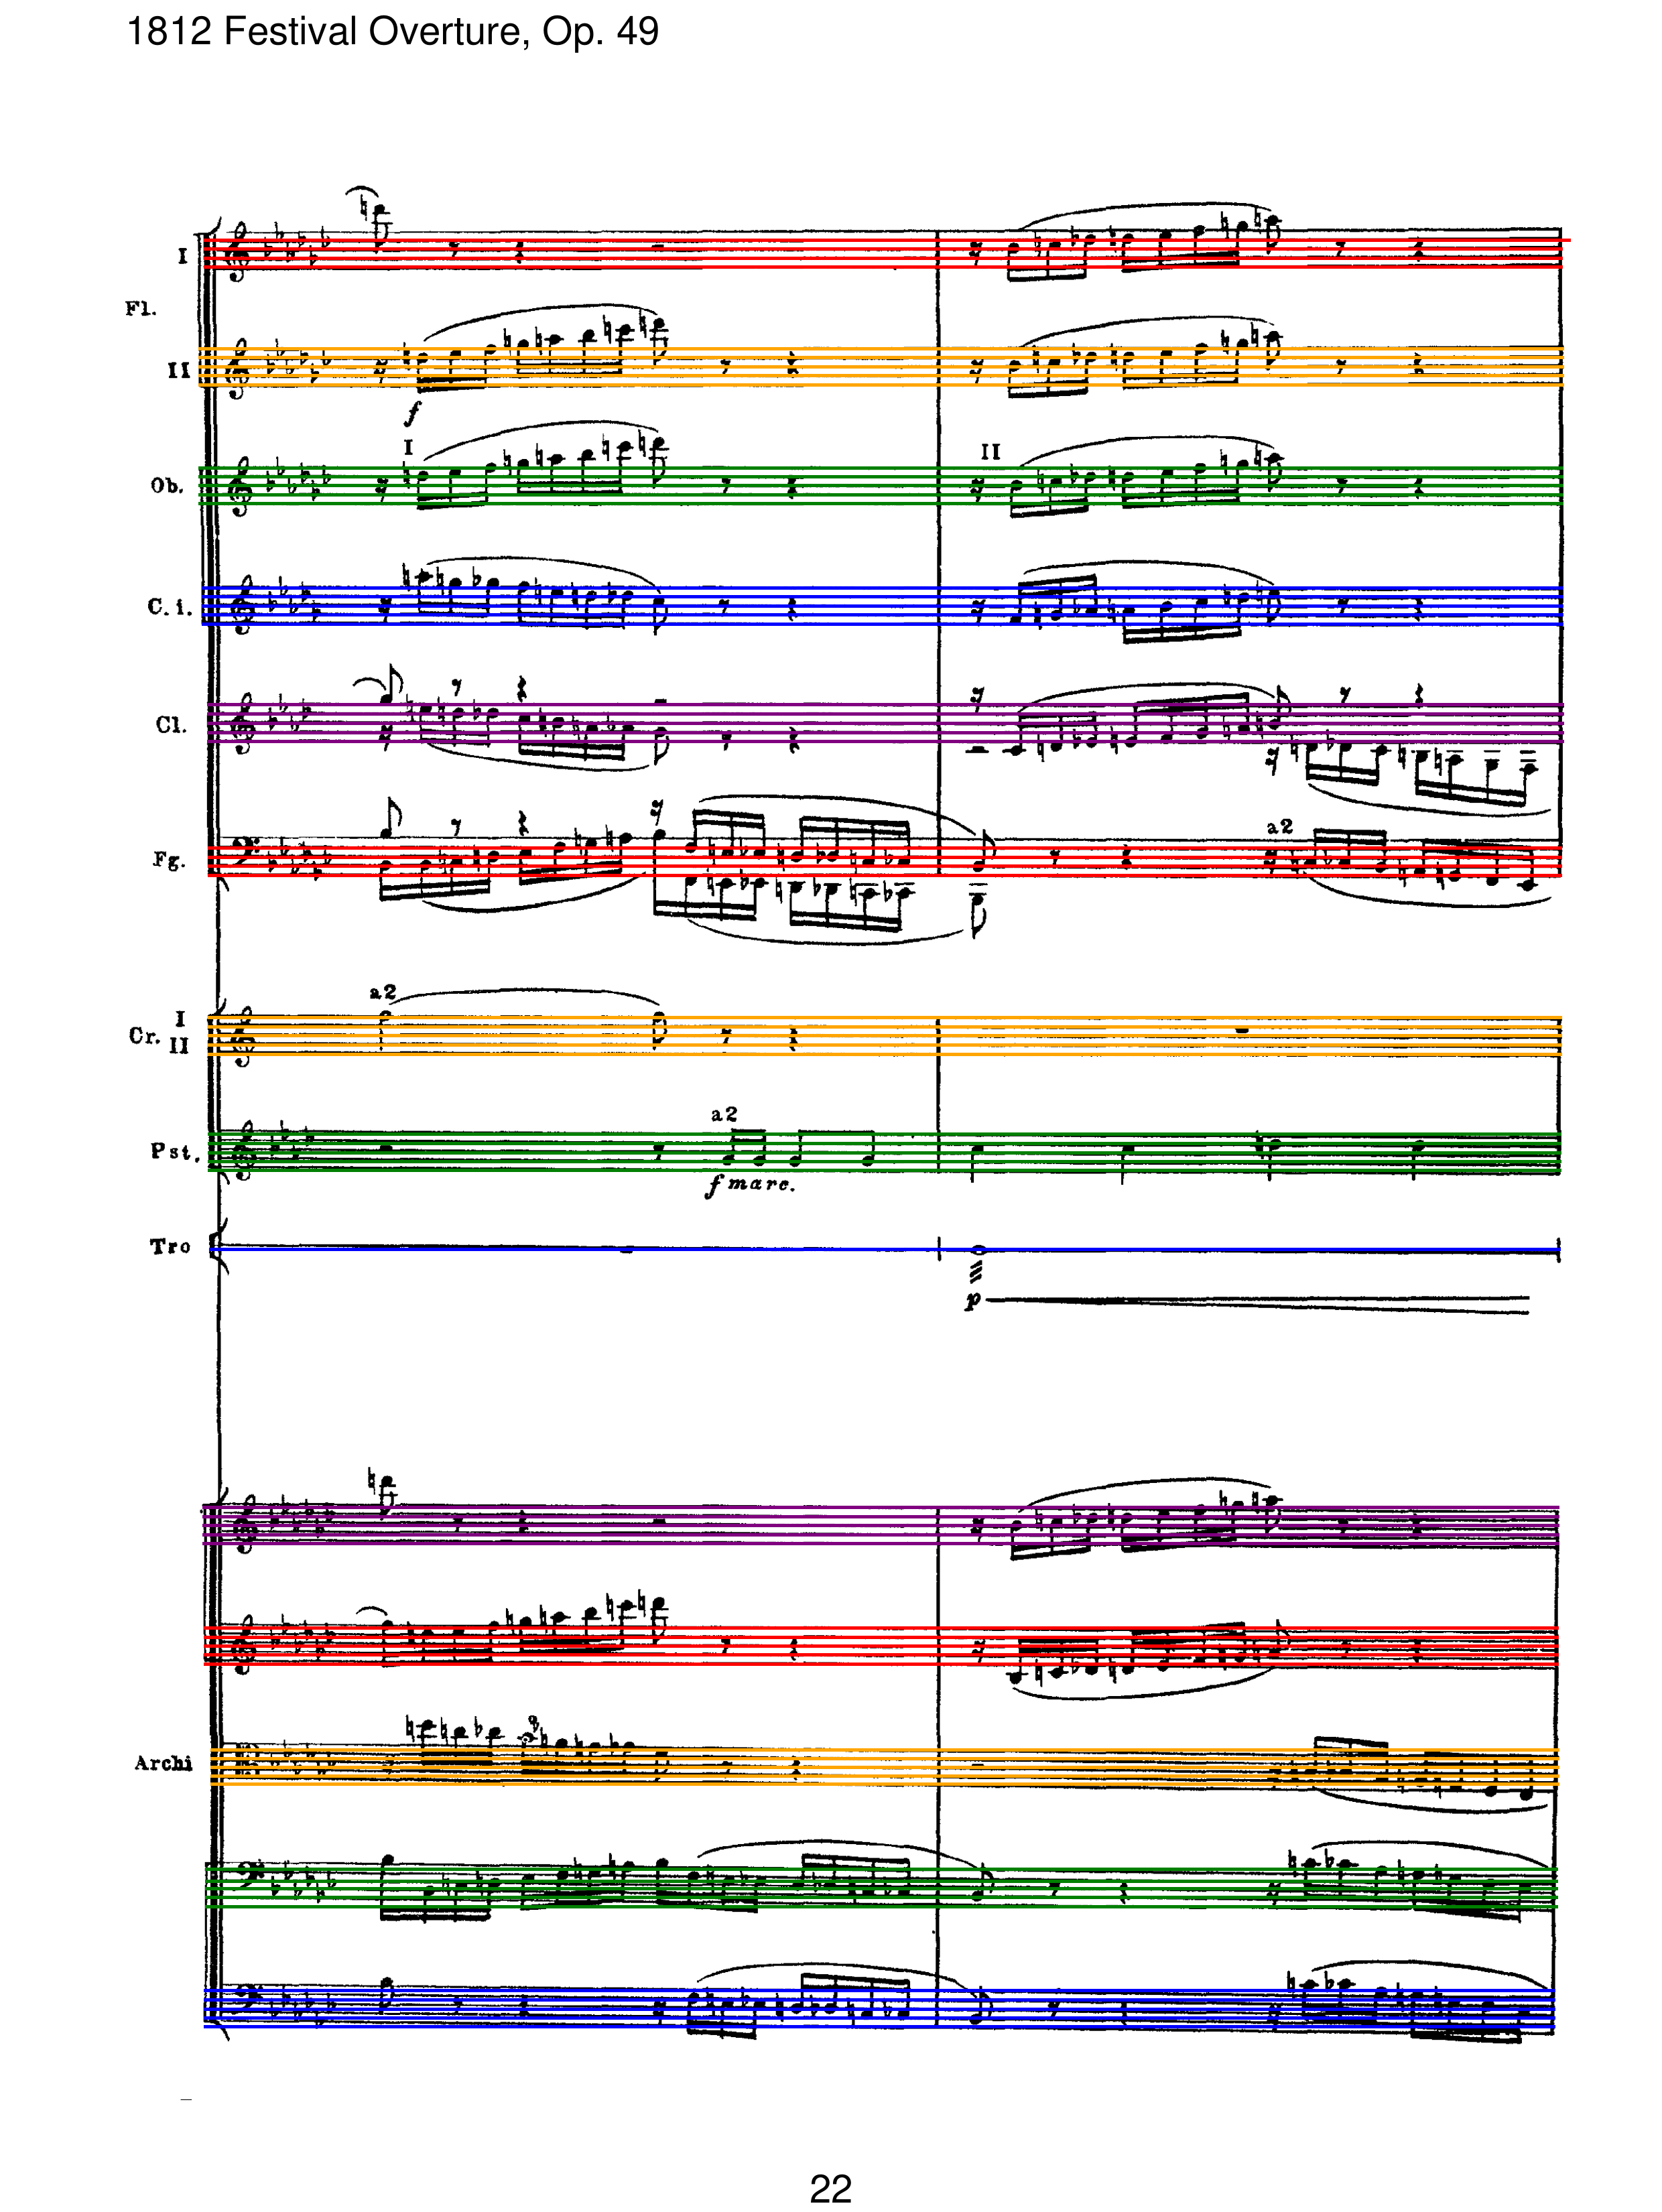 1812 Festival Overture, Op. 49
I
Fl.
II
f
I
II
Ob.
C. i.
Cl.
a2
Fg.
a2
I
Cr.
II
a2
Pst.
f marc.
Tro
p
Archi
22